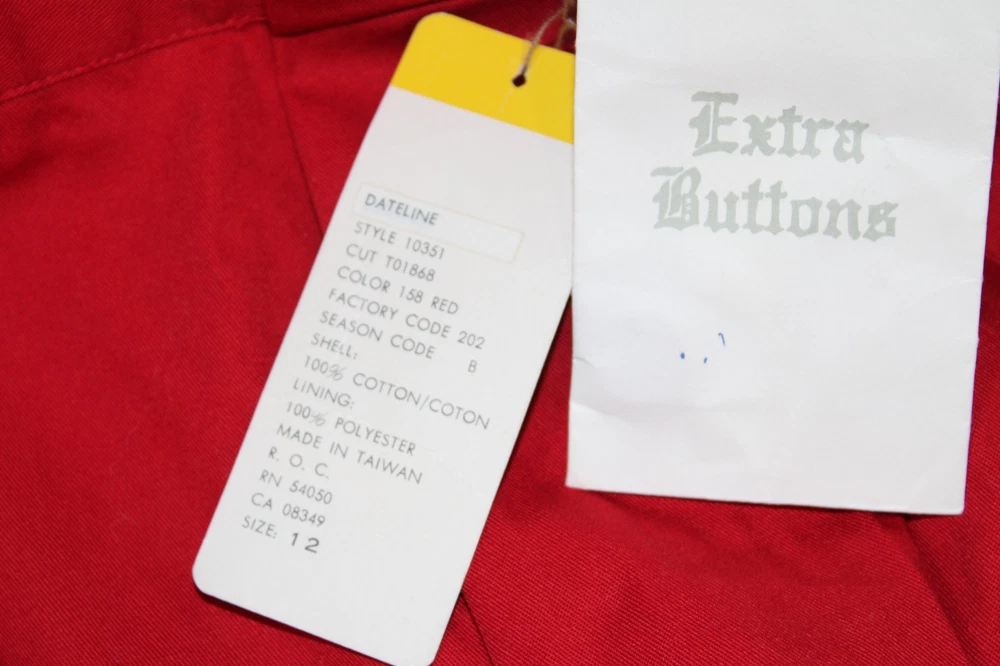 DATELINE
STYLE 10351
CUT T01868
COLOR 158 RED
FACTORY CODE 202
SEASON CODE B
SHELL:
100% COTTON/COTON
LINING:
100% POLYESTER
MADE IN TAIWAN
R. O. C.
RN 54050
CA 08349
SIZE: 12
Extra
Buttons